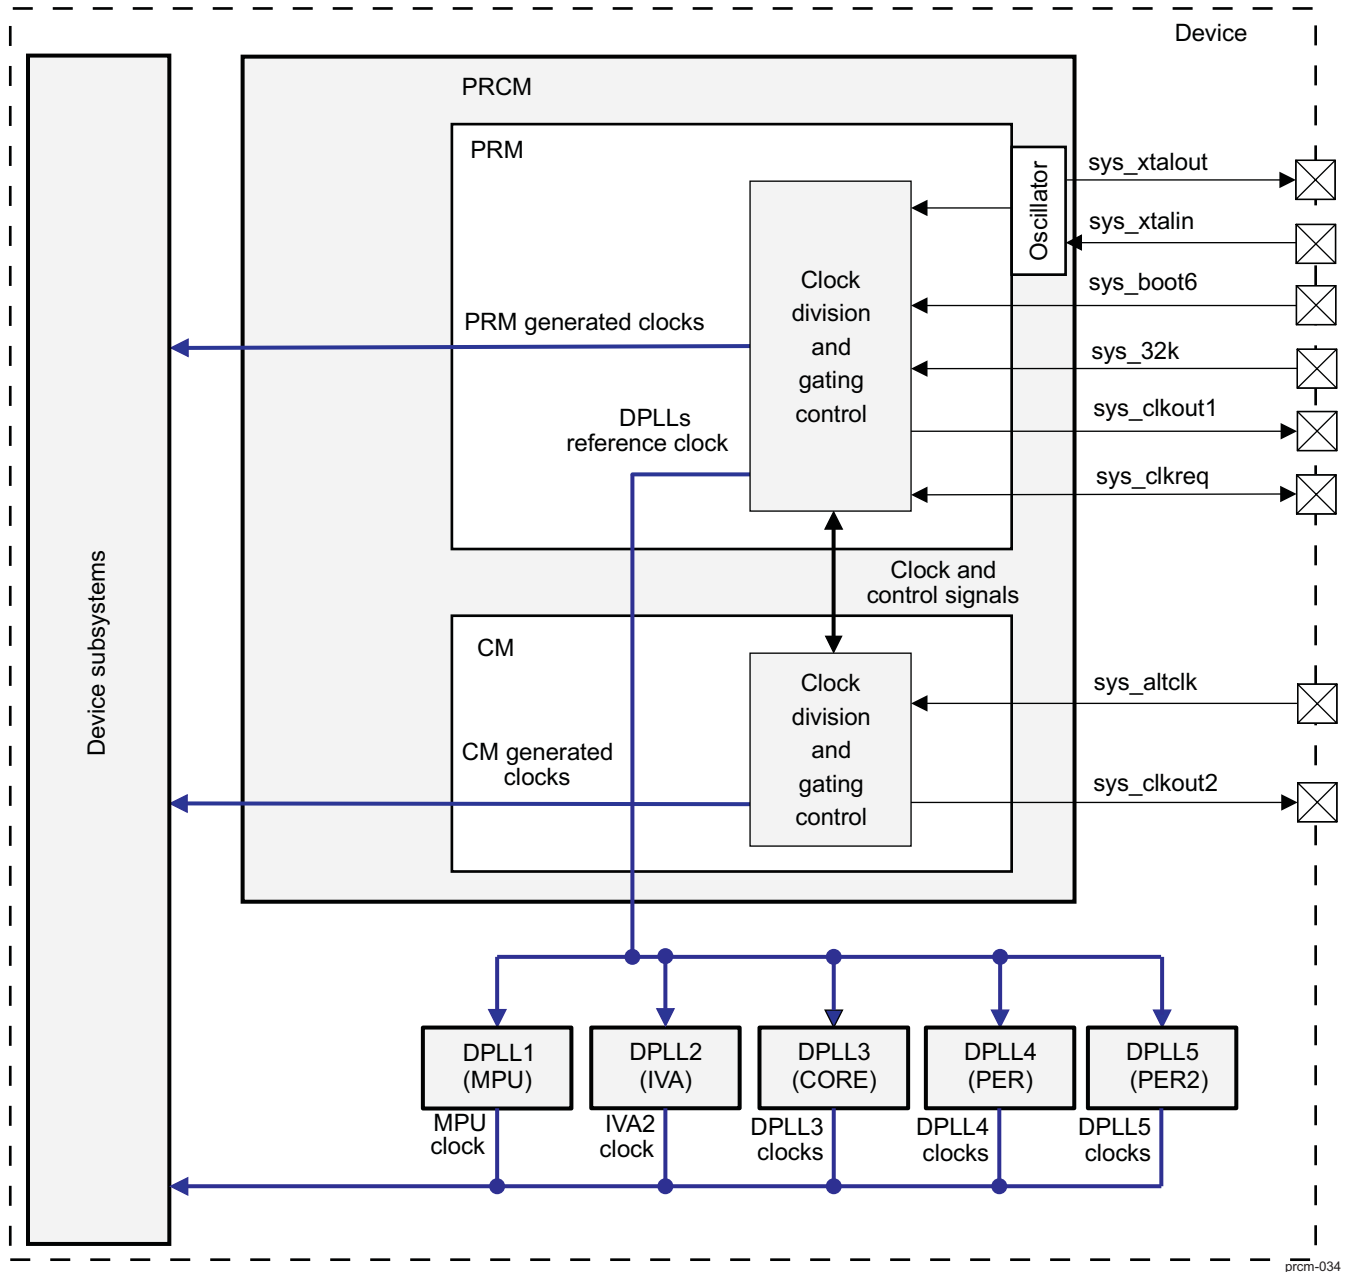 Device
PRCM
PRM
Oscillator
sys_xtalout
sys_xtalin
sys_boot6
sys_32k
sys_clkout1
sys_clkreq
Clock
division
and
gating
control
PRM generated clocks
DPLLs
reference clock
Clock and
control signals
Device subsystems
CM
Clock
division
and
gating
control
sys_altclk
sys_clkout2
CM generated
clocks
DPLL1
(MPU)
DPLL2
(IVA)
DPLL3
(CORE)
DPLL4
(PER)
DPLL5
(PER2)
MPU
clock
IVA2
clock
DPLL3
clocks
DPLL4
clocks
DPLL5
clocks
prcm-034